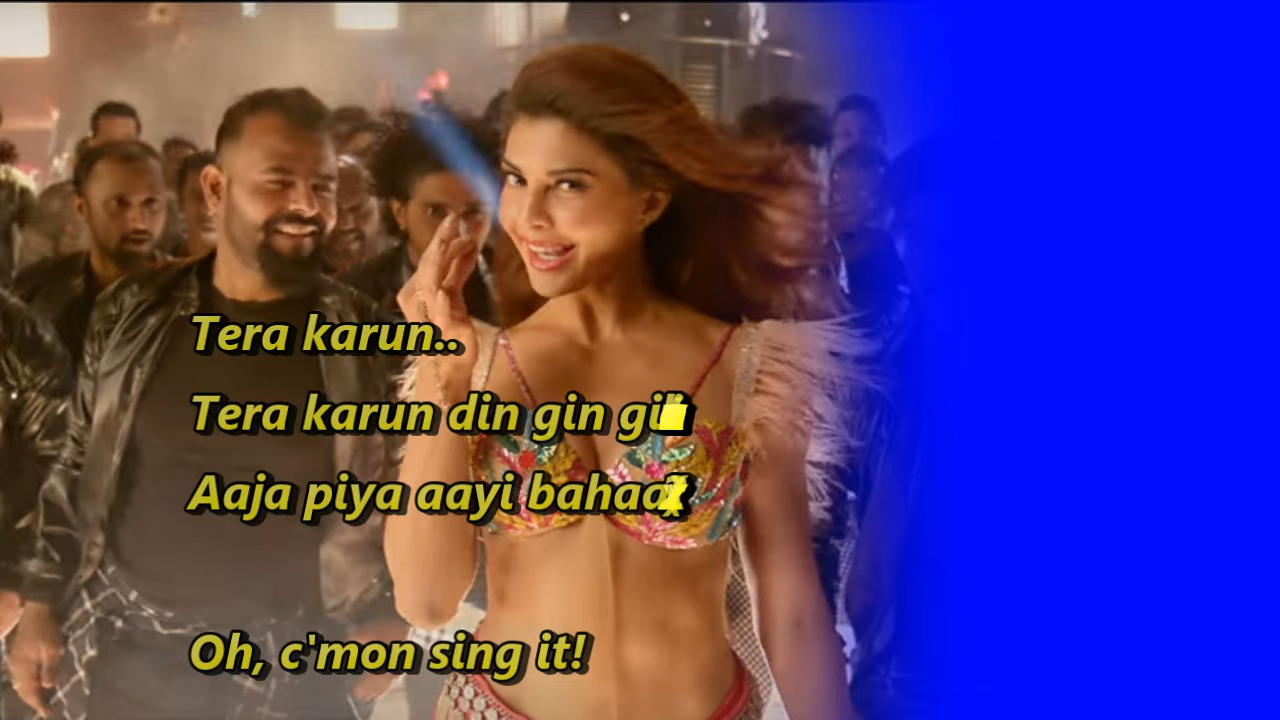 Tera karun..
Tera karun din gin
Aaja piya aayi
Oh, c'mon sing it!